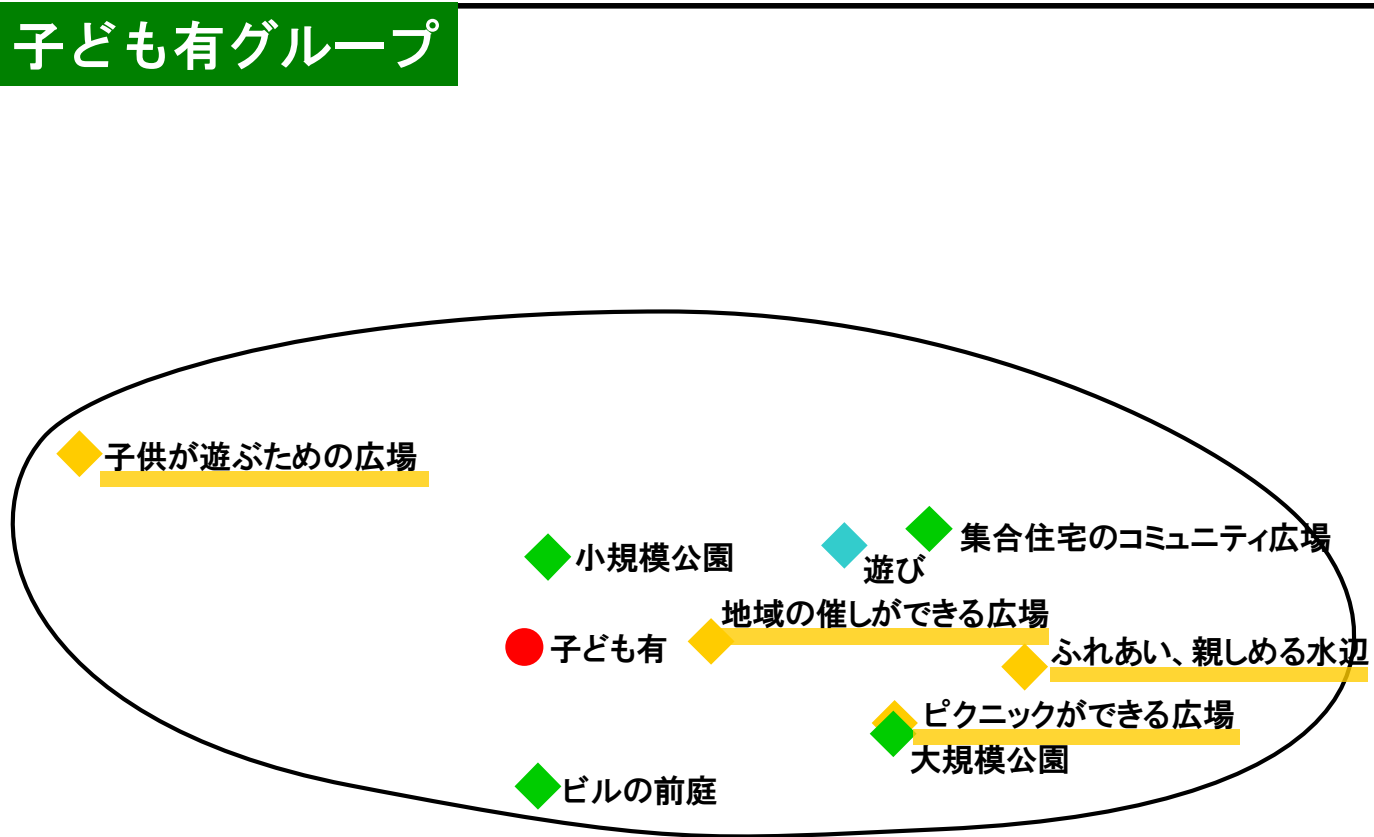 子ども有グループ
子供が遊ぶための広場
小規模公園
遊び
集合住宅のコミュニティ広場
地域の催しができる広場
子ども有
ふれあい、親しめる水辺
ピクニックができる広場
大規模公園
ビルの前庭